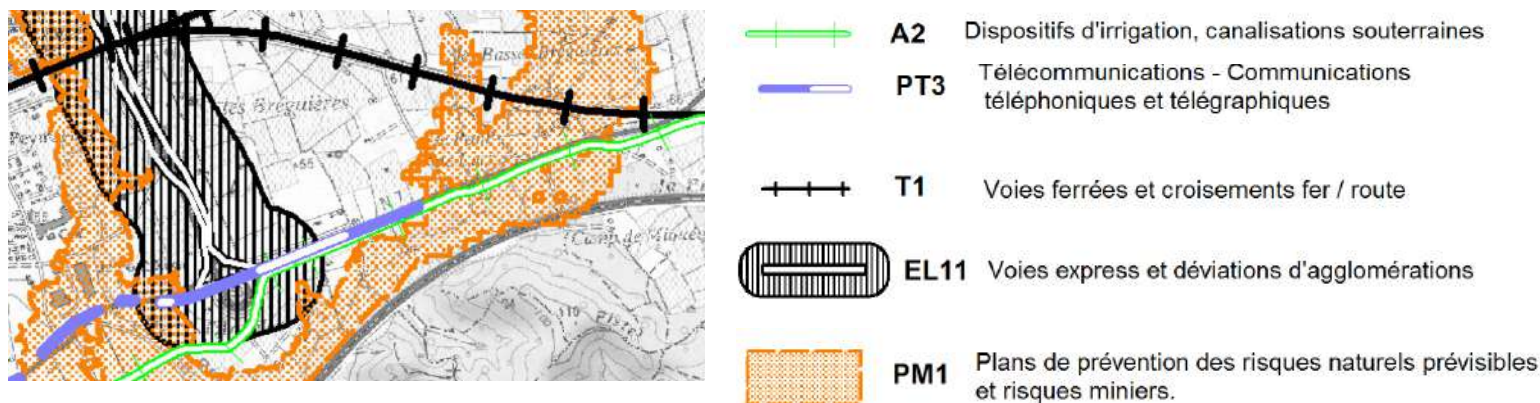 Bréguières
A2 Dispositifs d'irrigation, canalisations souterraines
PT3 Télécommunications - Communications
téléphoniques et télégraphiques
T1 Voies ferrées et croisements fer / route
EL11 Voies express et déviations d'agglomérations
PM1 Plans de prévention des risques naturels prévisibles
et risques miniers.